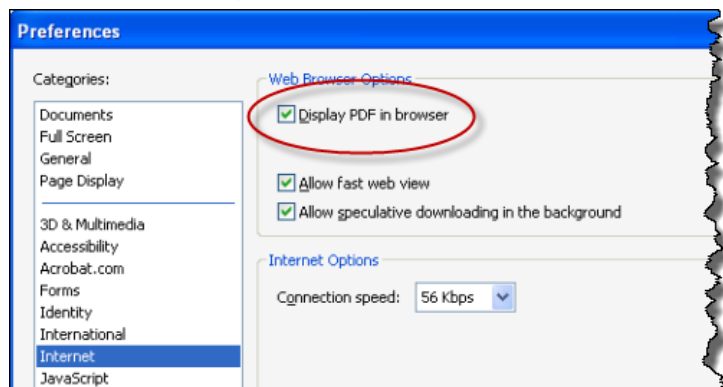 Preferences
Categories:
Documents
Full Screen
General
Page Display
3D & Multimedia
Accessibility
Acrobat.com
Forms
Identity
International
Internet
JavaScript
Web Browser Options
Display PDF in browser
Allow fast web view
Allow speculative downloading in the background
Internet Options
Connection speed: 56 Kbps